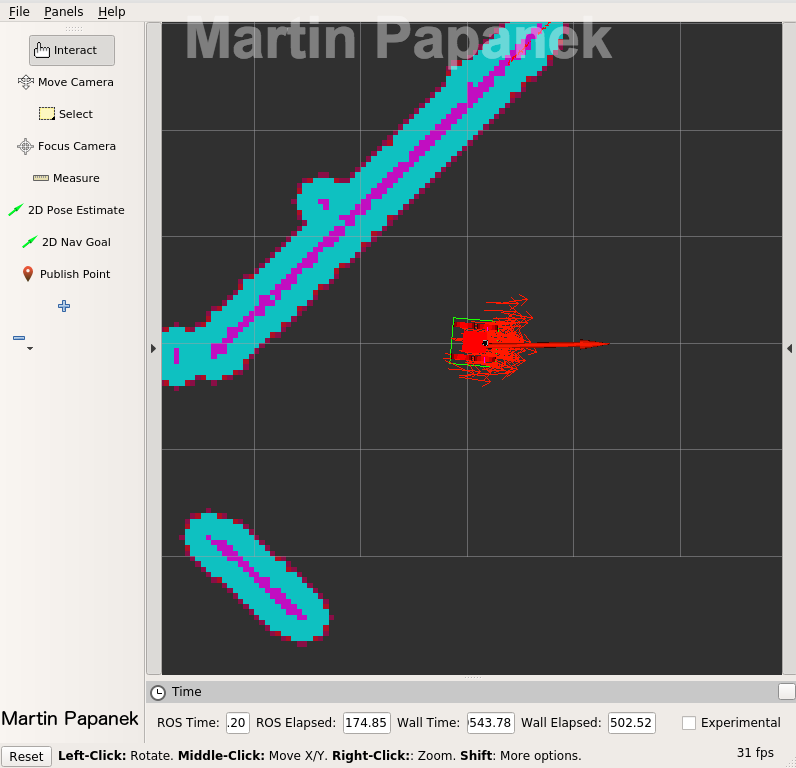 File Panels Help
Martin Papanek
Interact
Move Camera
Select
Focus Camera
Measure
2D Pose Estimate
2D Nav Goal
Publish Point
Time
Martin Papanek
ROS Time: .20 ROS Elapsed: 174.85 Wall Time: 543.78 Wall Elapsed: 502.52 Experimental
Reset Left-Click: Rotate. Middle-Click: Move X/Y. Right-Click:: Zoom. Shift: More options. 31 fps